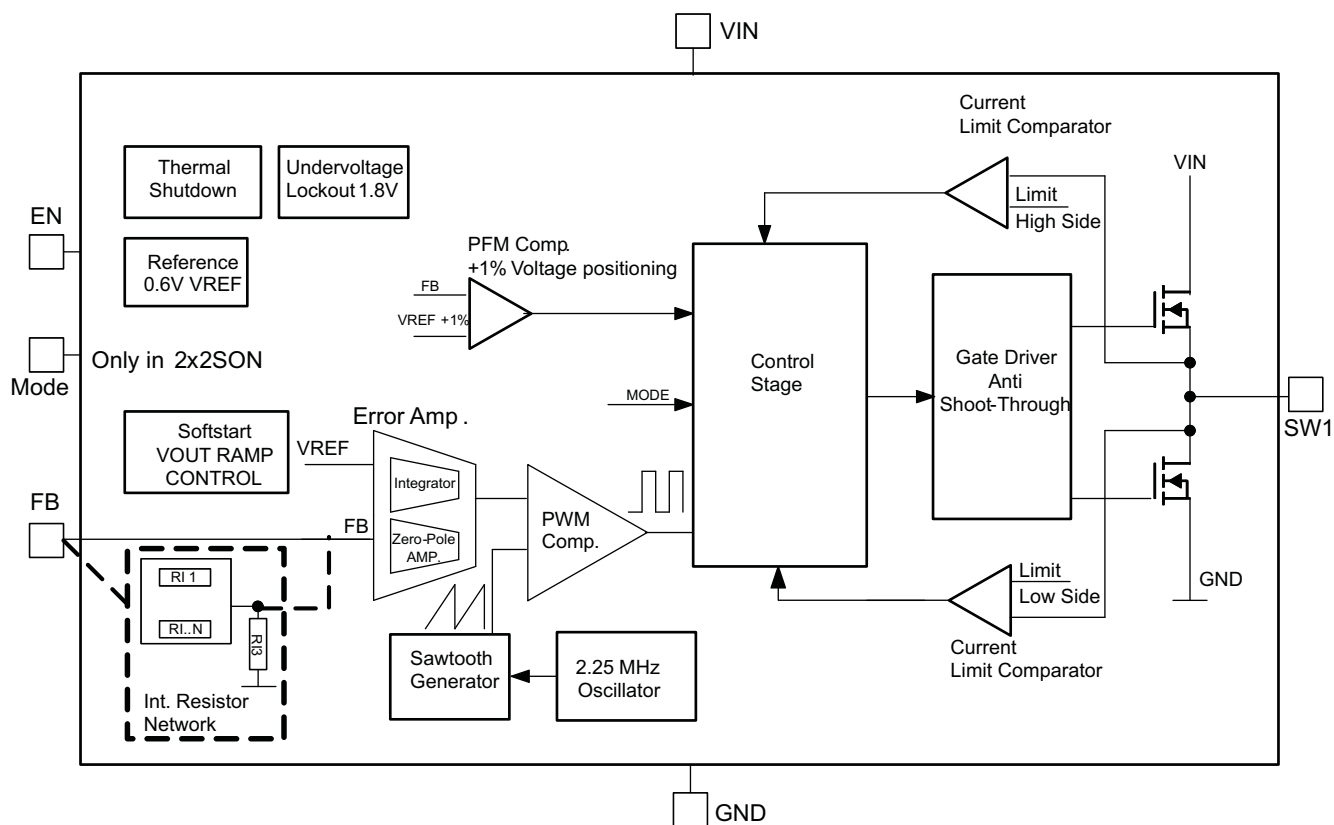 VIN
Current
Limit Comparator
Thermal
Shutdown
Undervoltage
Lockout 1.8V
VIN
Limit
High Side
EN
Reference
0.6V VREF
PFM Comp.
+1% Voltage positioning
FB
VREF +1%
Mode
Only in 2x2SON
Control
Stage
Gate Driver
Anti
Shoot-Through
MODE
SW1
Softstart
VOUT RAMP
CONTROL
Error Amp .
VREF
Integrator
FB
FB
Zero-Pole
AMP.
PWM
Comp.
RI 1
RI..N
RI3
Int. Resistor
Network
Sawtooth
Generator
2.25 MHz
Oscillator
Limit
Low Side
GND
Current
Limit Comparator
GND